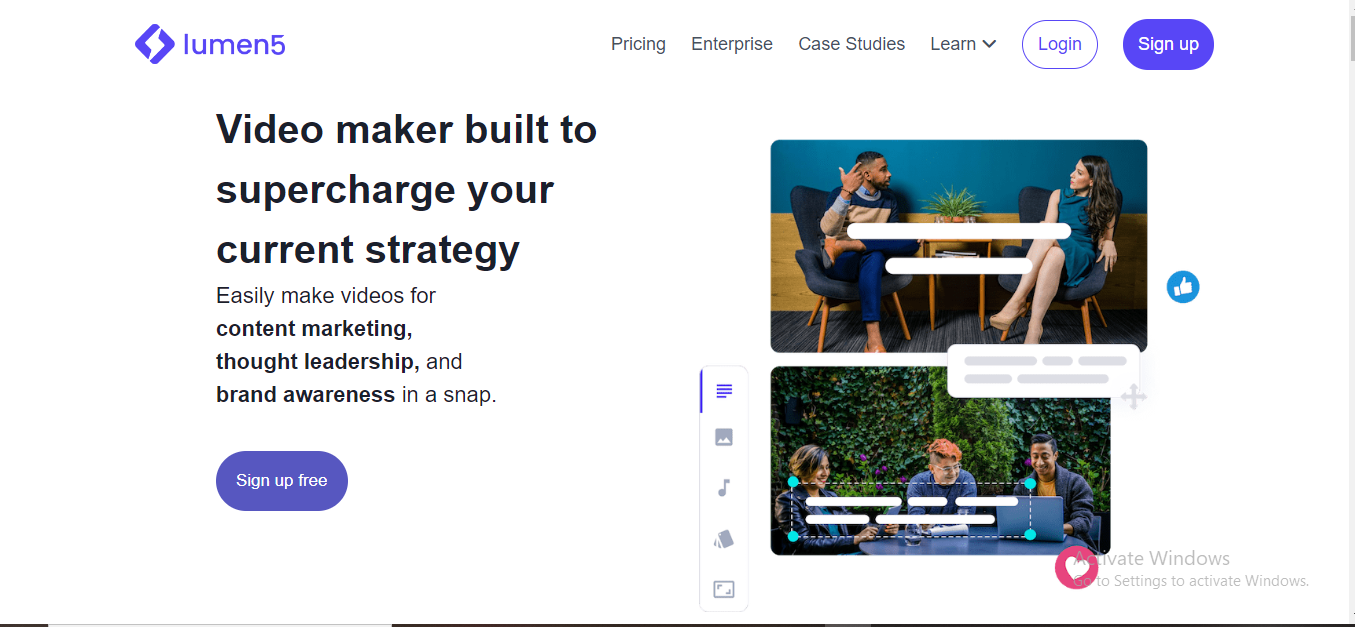 lumen5
Pricing
Enterprise
Case Studies
Learn
Login
Sign up
Video maker built to
supercharge your
current strategy
Easily make videos for
content marketing,
thought leadership, and
brand awareness in a snap.
Sign up free
Activate Windows
Go to Settings to activate Windows.